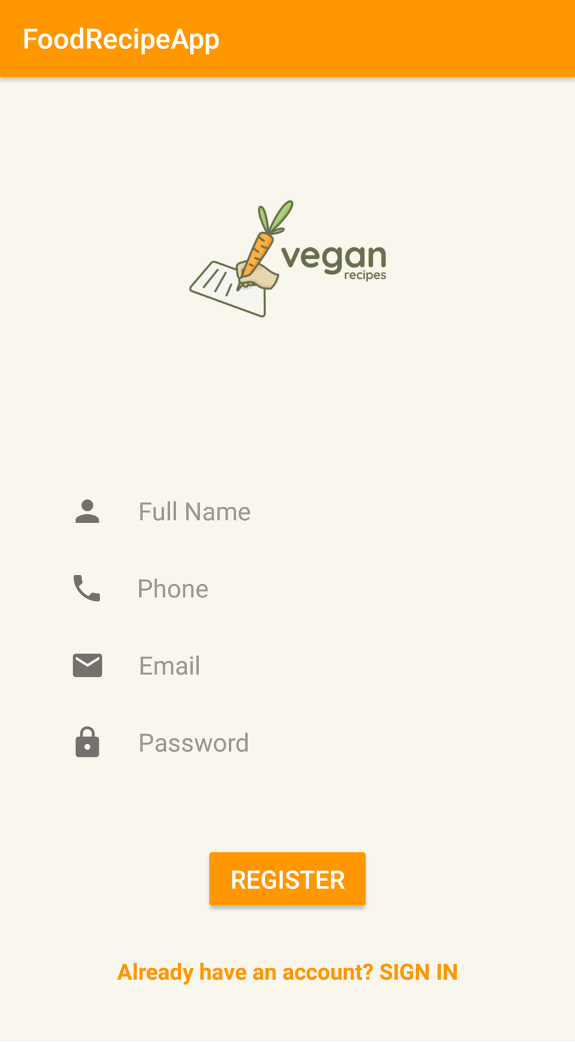 FoodRecipeApp
vegan
recipes
Full Name
Phone
Email
Password
REGISTER
Already have an account? SIGN IN